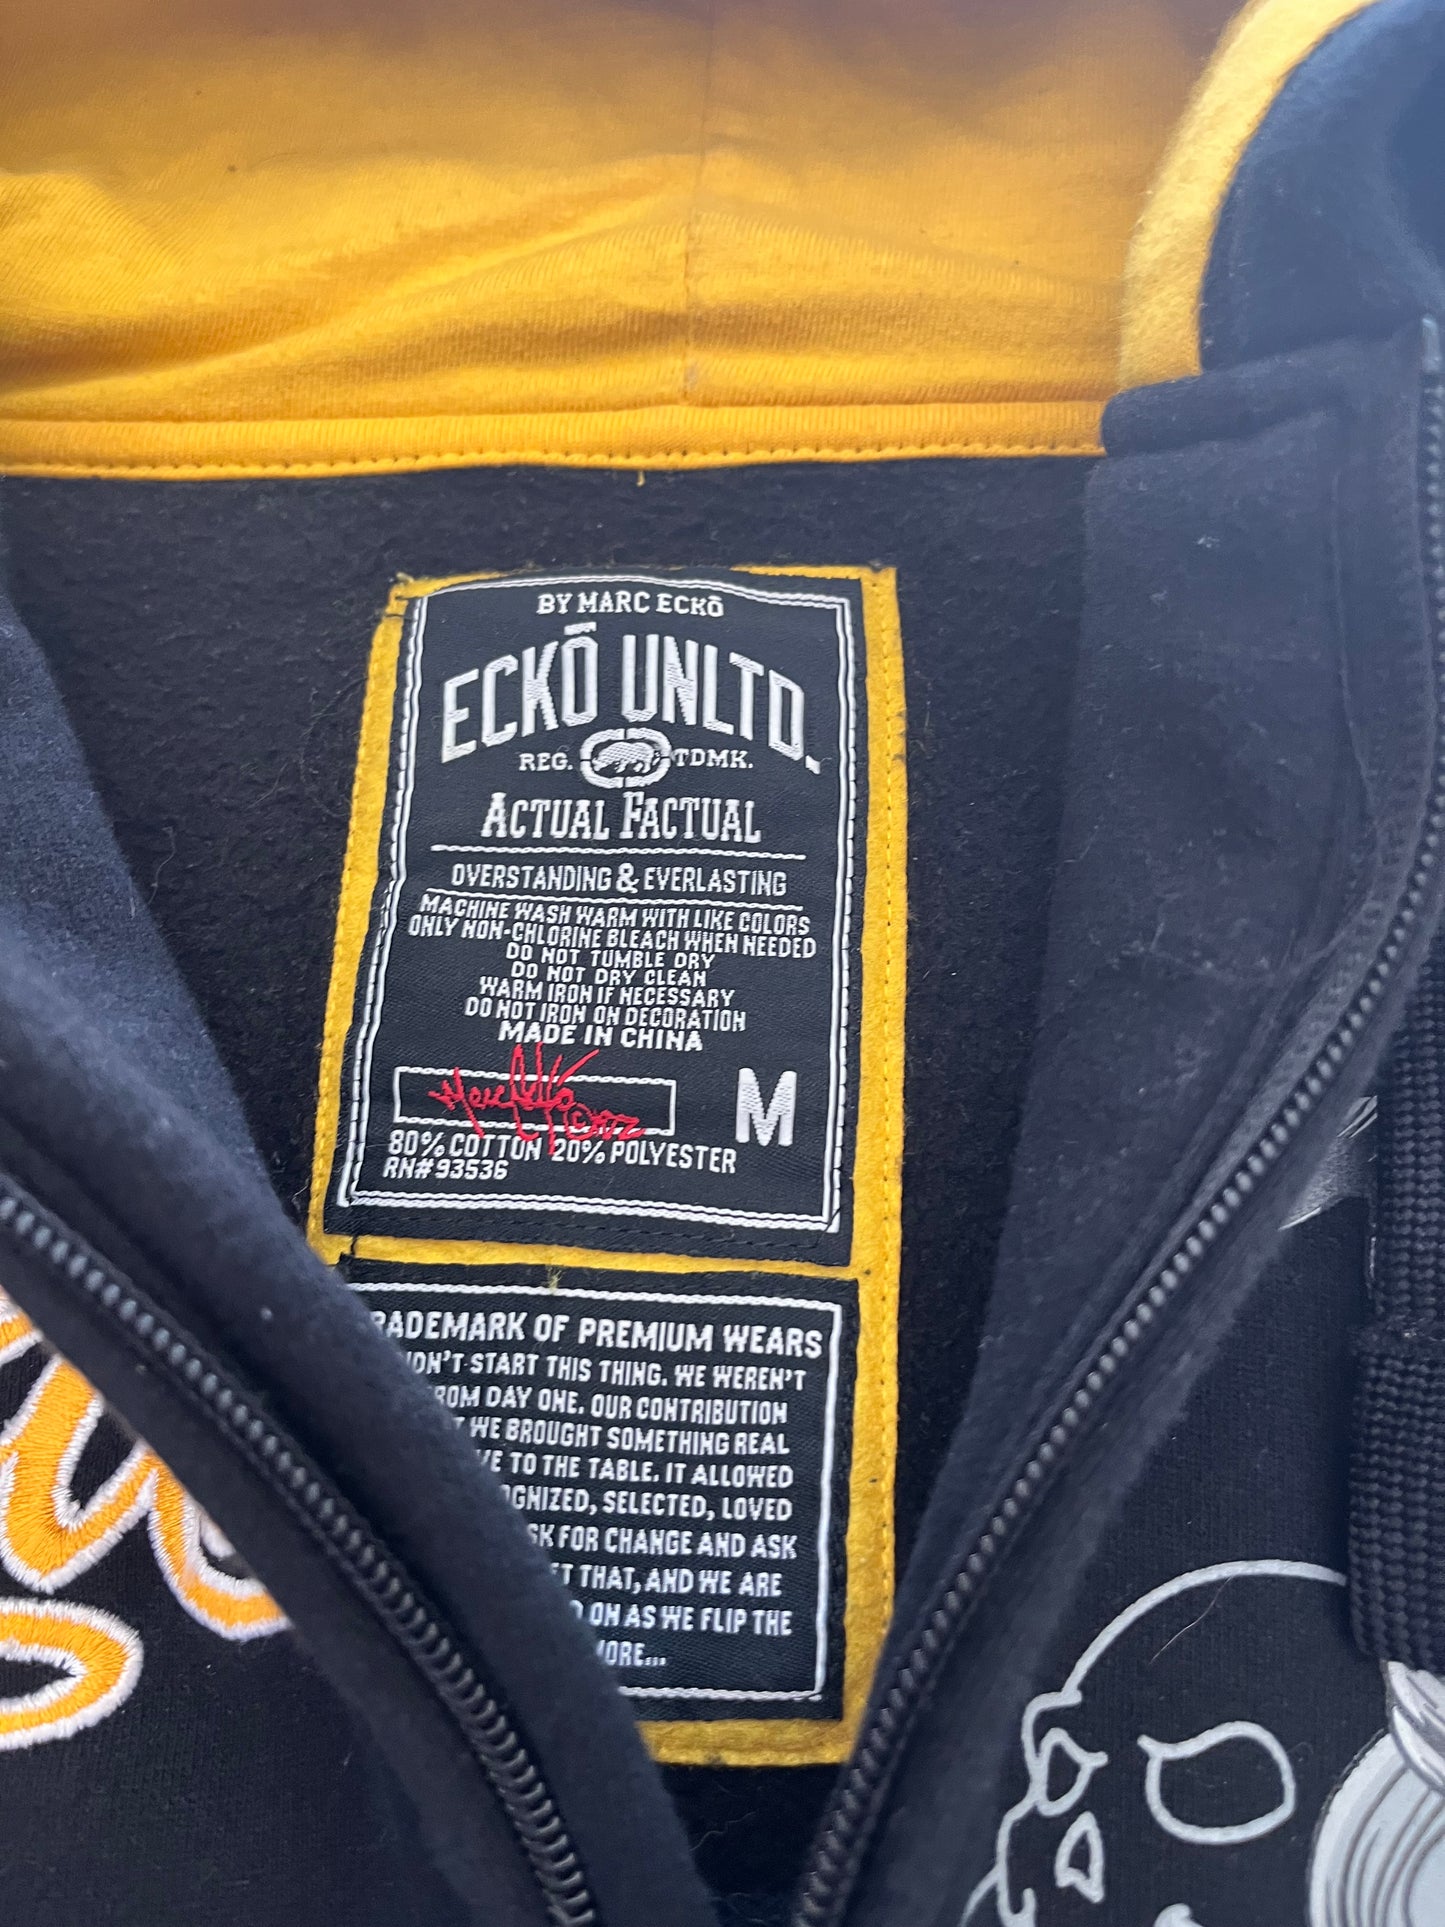 BY MARC ECKŌ
ECKŌ UNLTD.
REG. TDMK.
ACTUAL FACTUAL
OVERSTANDING & EVERLASTING
MACHINE WASH WARM WITH LIKE COLORS
ONLY NON-CHLORINE BLEACH WHEN NEEDED
DO NOT TUMBLE DRY
DO NOT DRY CLEAN
WARM IRON IF NECESSARY
DO NOT IRON ON DECORATION
MADE IN CHINA
Marc Ecko
M
80% COTTON 20% POLYESTER
RN# 93536
RADEMARK OF PREMIUM WEARS
START THIS THING. WE WEREN'T
ROM DAY ONE. OUR CONTRIBUTION
WE BROUGHT SOMETHING REAL
TO THE TABLE. IT ALLOWED
GNIZED, SELECTED, LOVED
SK FOR CHANGE AND ASK
THAT, AND WE ARE
ON AS WE FLIP THE
ORE...